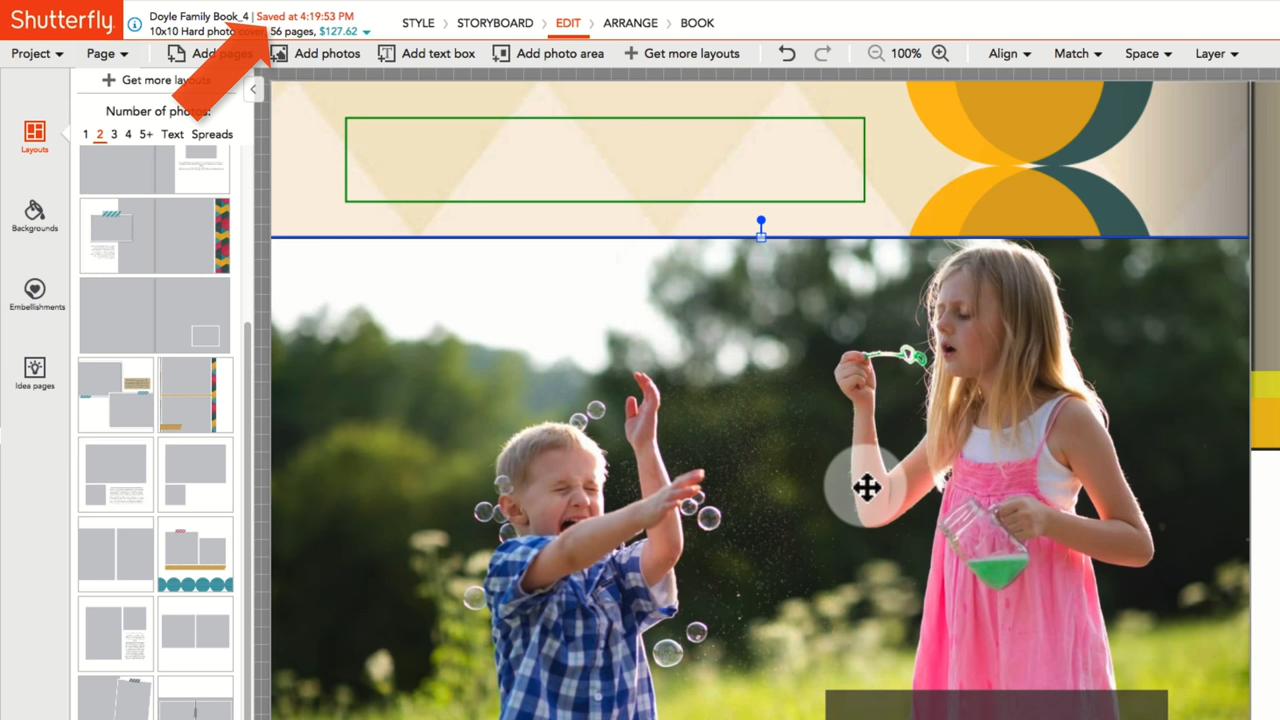 Shutterfly.
Doyle Family Book_4 | Saved at 4:19:53 PM
10x10 Hard photo cover, 56 pages, $127.62
STYLE
STORYBOARD
EDIT
ARRANGE
BOOK
Project
Page
Add pages
Add photos
Add text box
Add photo area
Get more layouts
100%
Align
Match
Space
Layer
Get more layouts
Number of photos:
1 2 3 4 5+ Text Spreads
Layouts
Backgrounds
Embellishments
Idea pages